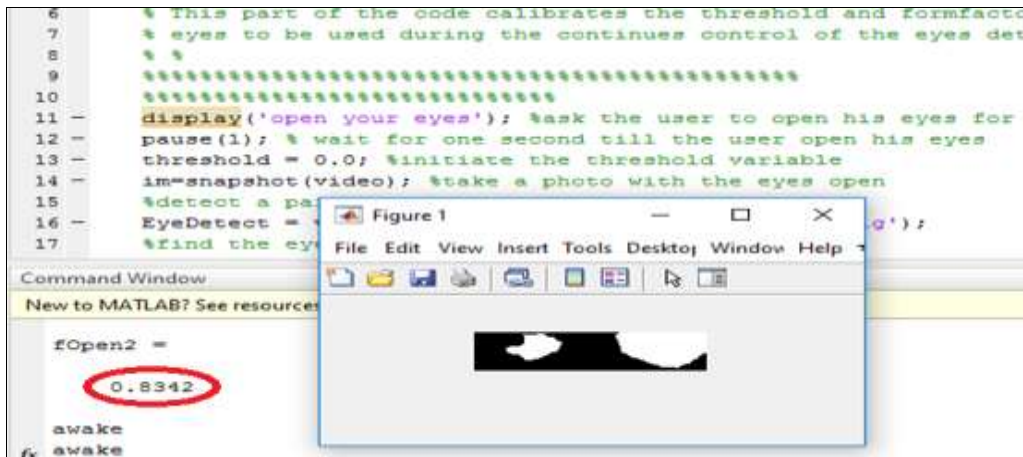 6 % This part of the code calibrates the threshold and formfacto
7 % eyes to be used during the continues control of the eyes det
8 % %
9 %%%%%%%%%%%%%%%%%%%%%%%%%%%%%%%%%%%%%%%%%%%%%%
10 %%%%%%%%%%%%%%%%%%%%%%%%%%%%%
11 – display('open your eyes'); %ask the user to open his eyes for
12 – pause(1); % wait for one second till the user open his eyes
13 – threshold = 0.0; %initiate the threshold variable
14 – im=snapshot(video); %take a photo with the eyes open
15 %detect a pa
16 – EyeDetect = g');
17 %find the eye
Figure 1
File Edit View Insert Tools Desktop Window Help
Command Window
New to MATLAB? See resources
fOpen2 =
0.8342
awake
fx awake